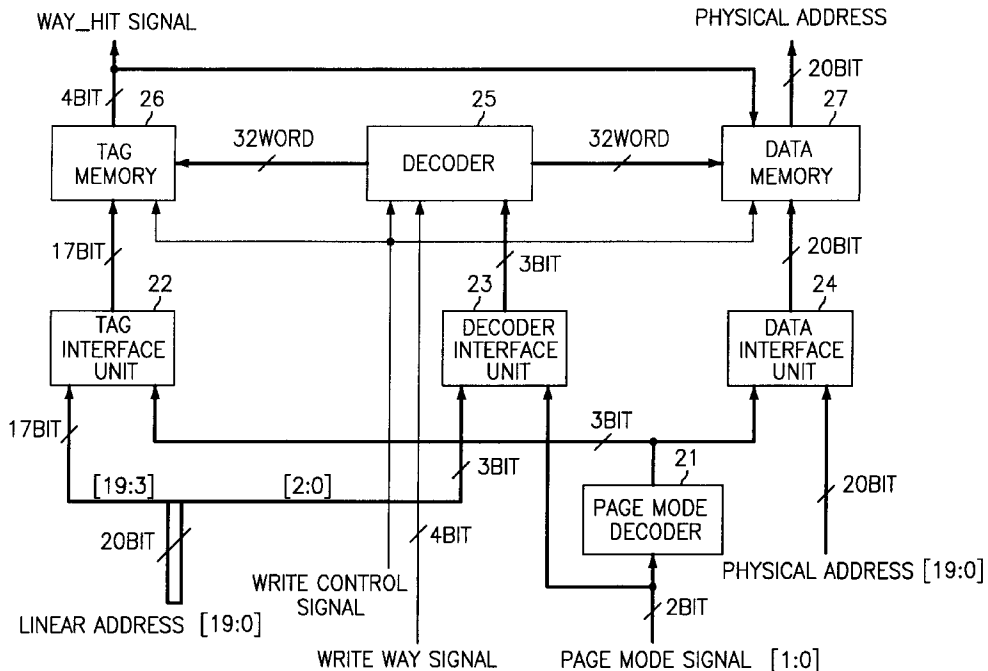 WAY_HIT SIGNAL
PHYSICAL ADDRESS
4BIT
26
25
20BIT
27
TAG
MEMORY
32WORD
DECODER
32WORD
DATA
MEMORY
17BIT
3BIT
20BIT
22
23
24
TAG
INTERFACE
UNIT
DECODER
INTERFACE
UNIT
DATA
INTERFACE
UNIT
17BIT
3BIT
3BIT
21
[19:3]
[2:0]
PAGE MODE
DECODER
20BIT
20BIT
4BIT
WRITE CONTROL
SIGNAL
PHYSICAL ADDRESS [19:0]
LINEAR ADDRESS [19:0]
2BIT
WRITE WAY SIGNAL
PAGE MODE SIGNAL [1:0]